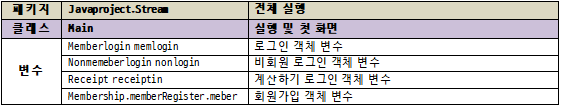 패키지 Javaproject.Stream 전체 실행
클래스 Main 실행 및 첫 화면
변수
Memberlogin memlogin 로그인 객체 변수
Nonmemeberlogin nonlogin 비회원 로그인 객체 변수
Receipt receiptin 계산하기 로그인 객체 변수
Membership.memberRegister.meber 회원가입 객체 변수